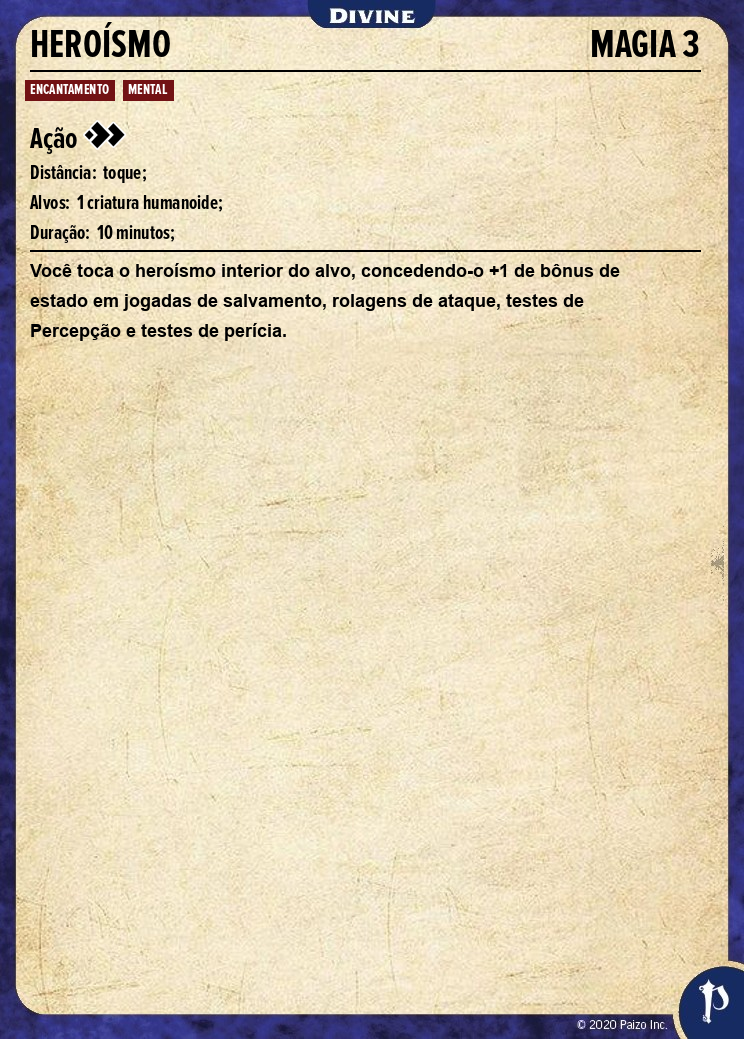 DIVINE
HEROÍSMO MAGIA 3
ENCANTAMENTO MENTAL
Ação
Distância: toque;
Alvos: 1 criatura humanoide;
Duração: 10 minutos;
Você toca o heroísmo interior do alvo, concedendo-o +1 de bônus de
estado em jogadas de salvamento, rolagens de ataque, testes de
Percepção e testes de perícia.
© 2020 Paizo Inc.